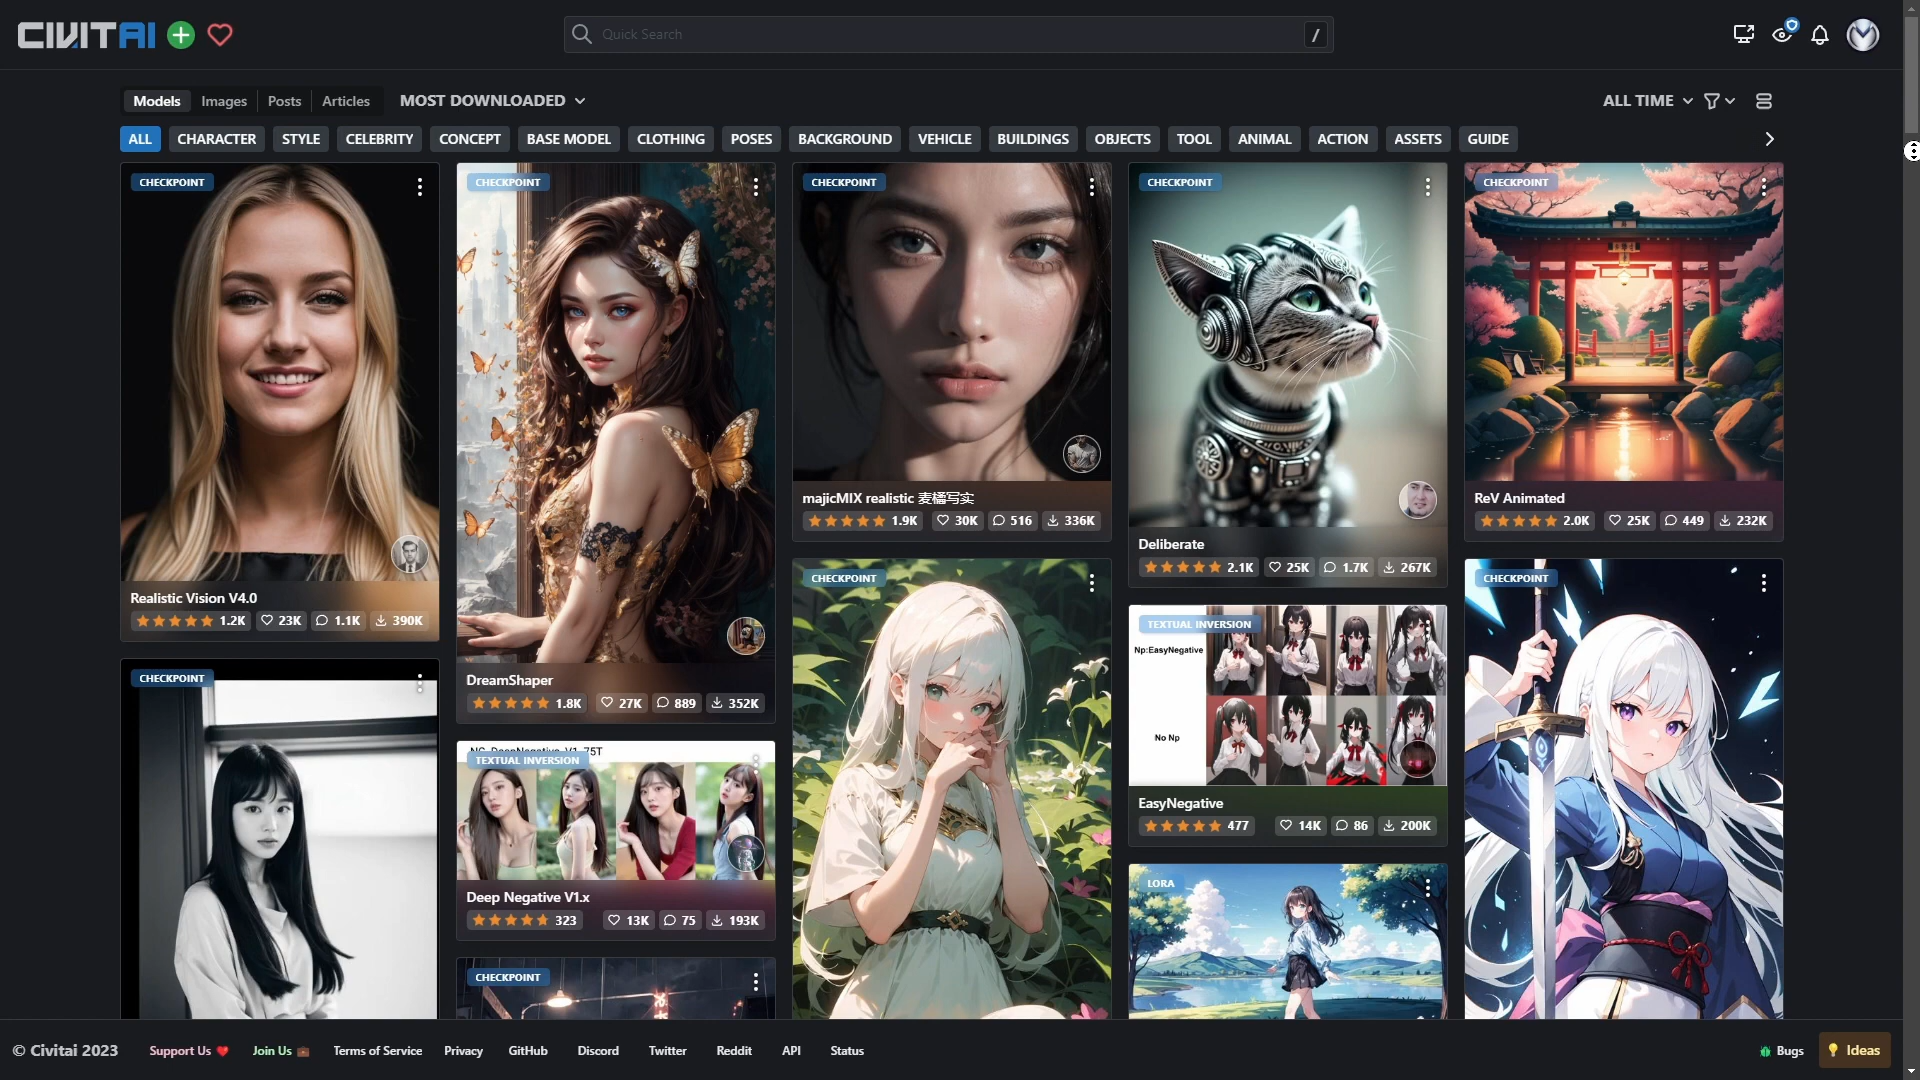 CIVITAI
Quick Search
/
Models
Images
Posts
Articles
MOST DOWNLOADED
ALL TIME
ALL
CHARACTER
STYLE
CELEBRITY
CONCEPT
BASE MODEL
CLOTHING
POSES
BACKGROUND
VEHICLE
BUILDINGS
OBJECTS
TOOL
ANIMAL
ACTION
ASSETS
GUIDE
CHECKPOINT
Realistic Vision V4.0
1.2K 23K 1.1K 390K
CHECKPOINT
CHECKPOINT
DreamShaper
1.8K 27K 889 352K
NG_DeepNegative_V1_75T
TEXTUAL INVERSION
Deep Negative V1.x
323 13K 75 193K
CHECKPOINT
CHECKPOINT
majicMIX realistic 麦橘写实
1.9K 30K 516 336K
CHECKPOINT
CHECKPOINT
Deliberate
2.1K 25K 1.7K 267K
TEXTUAL INVERSION
Np:EasyNegative
No Np
EasyNegative
477 14K 86 200K
LORA
CHECKPOINT
ReV Animated
2.0K 25K 449 232K
CHECKPOINT
© Civitai 2023
Support Us
Join Us
Terms of Service
Privacy
GitHub
Discord
Twitter
Reddit
API
Status
Bugs
Ideas